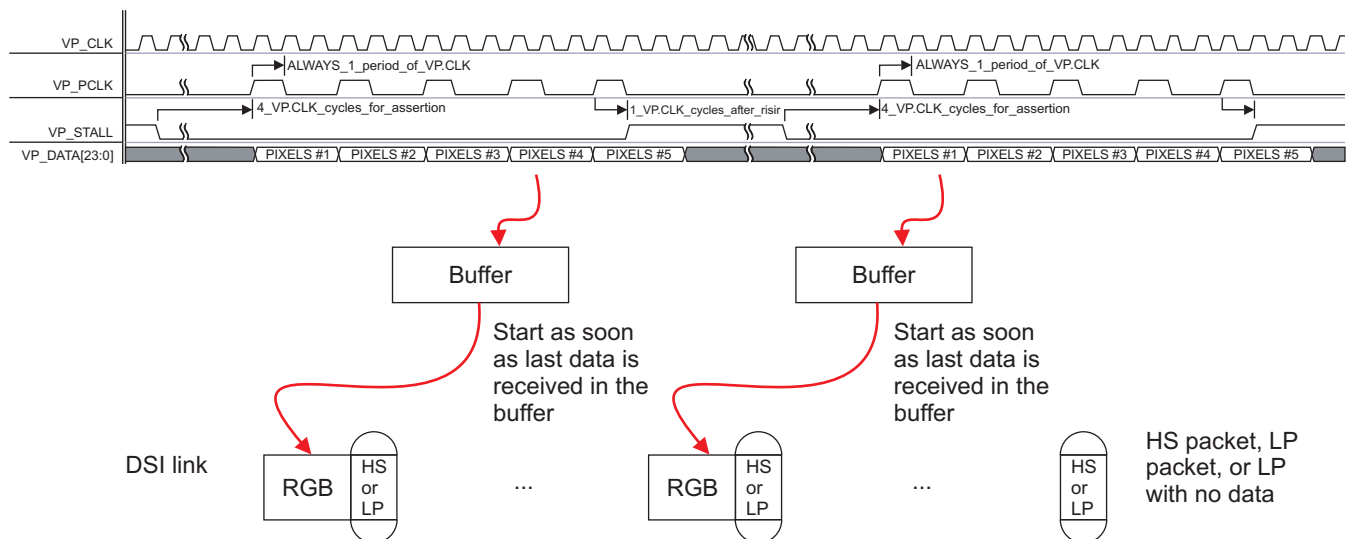 VP_CLK
ALWAYS_1_period_of_VP.CLK
ALWAYS_1_period_of_VP.CLK
VP_PCLK
4_VP.CLK_cycles_for_assertion
1_VP.CLK_cycles_after_risir
4_VP.CLK_cycles_for_assertion
VP_STALL
VP_DATA[23:0]
PIXELS #1
PIXELS #2
PIXELS #3
PIXELS #4
PIXELS #5
PIXELS #1
PIXELS #2
PIXELS #3
PIXELS #4
PIXELS #5
Buffer
Buffer
Start as soon
as last data is
received in the
buffer
Start as soon
as last data is
received in the
buffer
DSI link
RGB
HS
or
LP
...
RGB
HS
or
LP
...
HS
or
LP
HS packet, LP
packet, or LP
with no data